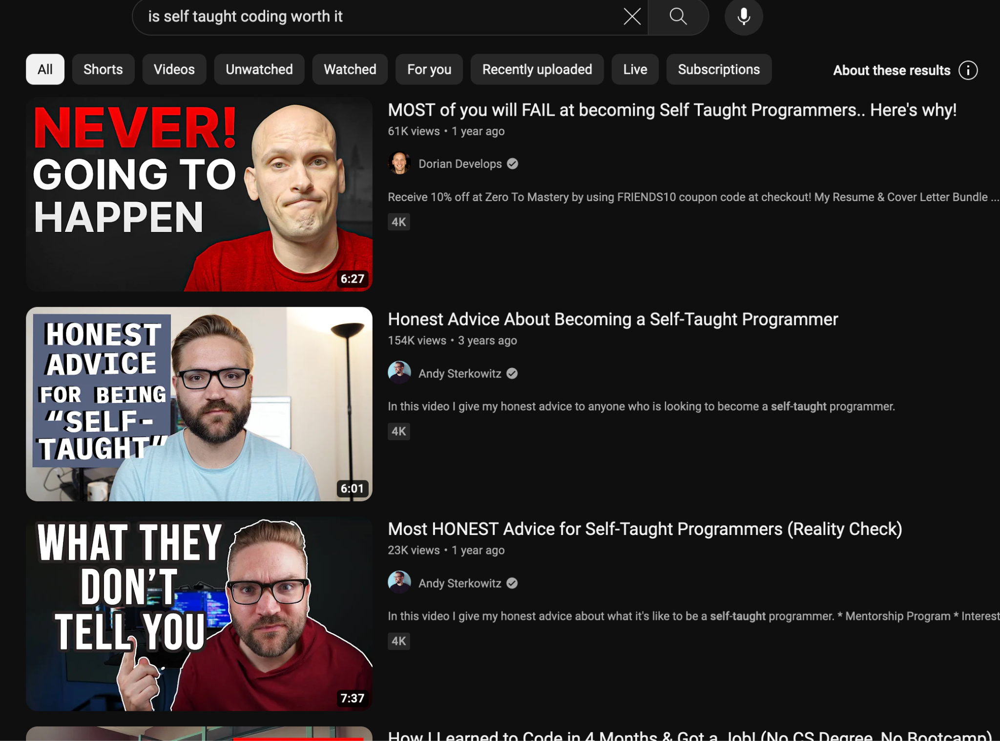 is self taught coding worth it
All
Shorts
Videos
Unwatched
Watched
For you
Recently uploaded
Live
Subscriptions
About these results
NEVER!
GOING TO
HAPPEN
6:27
MOST of you will FAIL at becoming Self Taught Programmers.. Here's why!
61K views • 1 year ago
Dorian Develops
Receive 10% off at Zero To Mastery by using FRIENDS10 coupon code at checkout! My Resume & Cover Letter Bundle ...
4K
HONEST
ADVICE
FOR BEING
“SELF-
TAUGHT”
6:01
Honest Advice About Becoming a Self-Taught Programmer
154K views • 3 years ago
Andy Sterkowitz
In this video I give my honest advice to anyone who is looking to become a self-taught programmer.
4K
WHAT THEY
DON’T
TELL YOU
7:37
Most HONEST Advice for Self-Taught Programmers (Reality Check)
23K views • 1 year ago
Andy Sterkowitz
In this video I give my honest advice about what it's like to be a self-taught programmer. * Mentorship Program * Interest
4K
How I Learned to Code in 4 Months & Got a Job! (No CS Degree, No Bootcamp)